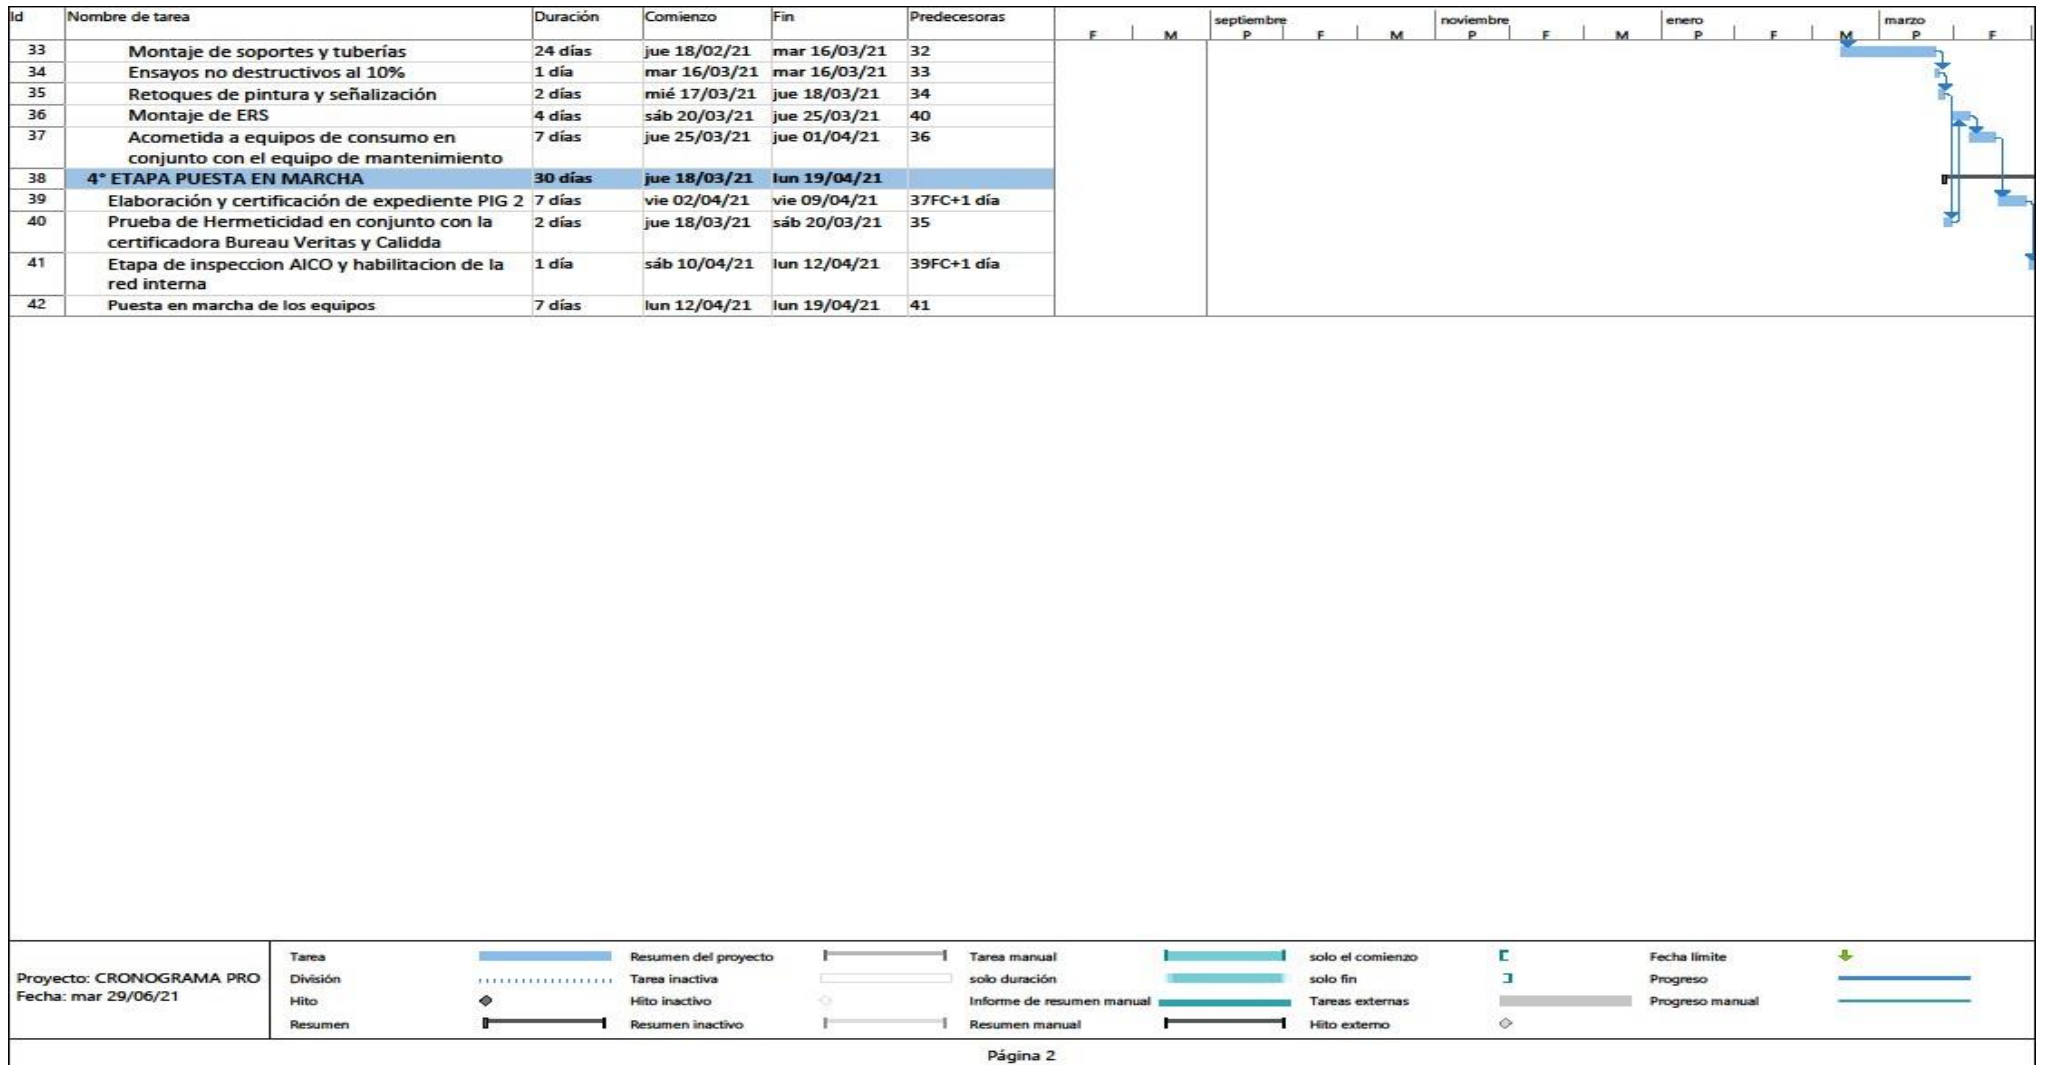 Id Nombre de tarea Duración Comienzo Fin Predecesoras septiembre noviembre enero marzo
F M P F M P F M P F M P F
33 Montaje de soportes y tuberías 24 días jue 18/02/21 mar 16/03/21 32
34 Ensayos no destructivos al 10% 1 día mar 16/03/21 mar 16/03/21 33
35 Retoques de pintura y señalización 2 días mié 17/03/21 jue 18/03/21 34
36 Montaje de ERS 4 días sáb 20/03/21 jue 25/03/21 40
37 Acometida a equipos de consumo en 7 días jue 25/03/21 jue 01/04/21 36
conjunto con el equipo de mantenimiento
38 4° ETAPA PUESTA EN MARCHA 30 días jue 18/03/21 lun 19/04/21
39 Elaboración y certificación de expediente PIG 2 7 días vie 02/04/21 vie 09/04/21 37FC+1 día
40 Prueba de Hermeticidad en conjunto con la 2 días jue 18/03/21 sáb 20/03/21 35
certificadora Bureau Veritas y Calidda
41 Etapa de inspeccion AICO y habilitacion de la 1 día sáb 10/04/21 lun 12/04/21 39FC+1 día
red interna
42 Puesta en marcha de los equipos 7 días lun 12/04/21 lun 19/04/21 41
Proyecto: CRONOGRAMA PRO
Fecha: mar 29/06/21
Tarea Resumen del proyecto Tarea manual solo el comienzo Fecha límite
División Tarea inactiva solo duración solo fin Progreso
Hito Hito inactivo Informe de resumen manual Tareas externas Progreso manual
Resumen Resumen inactivo Resumen manual Hito externo
Página 2